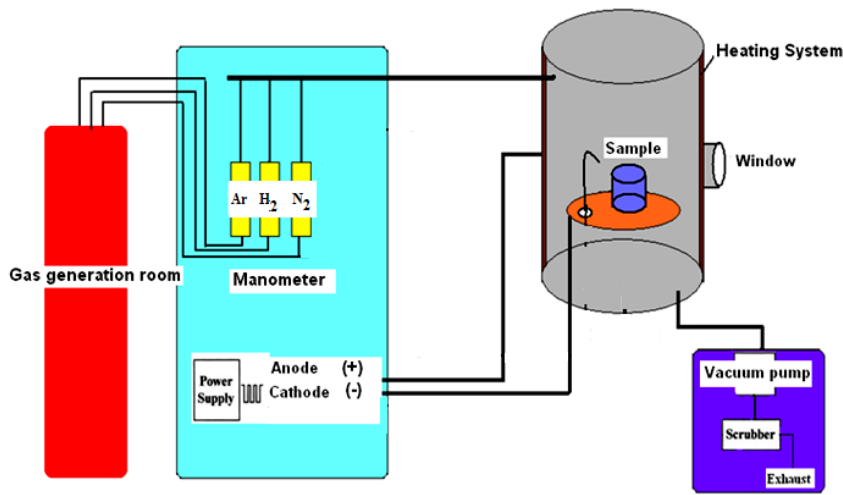 Heating System
Sample
Window
Ar H₂ N₂
Gas generation room
Manometer
Anode (+)
Power Supply
Cathode (-)
Vacuum pump
Scrubber
Exhaust